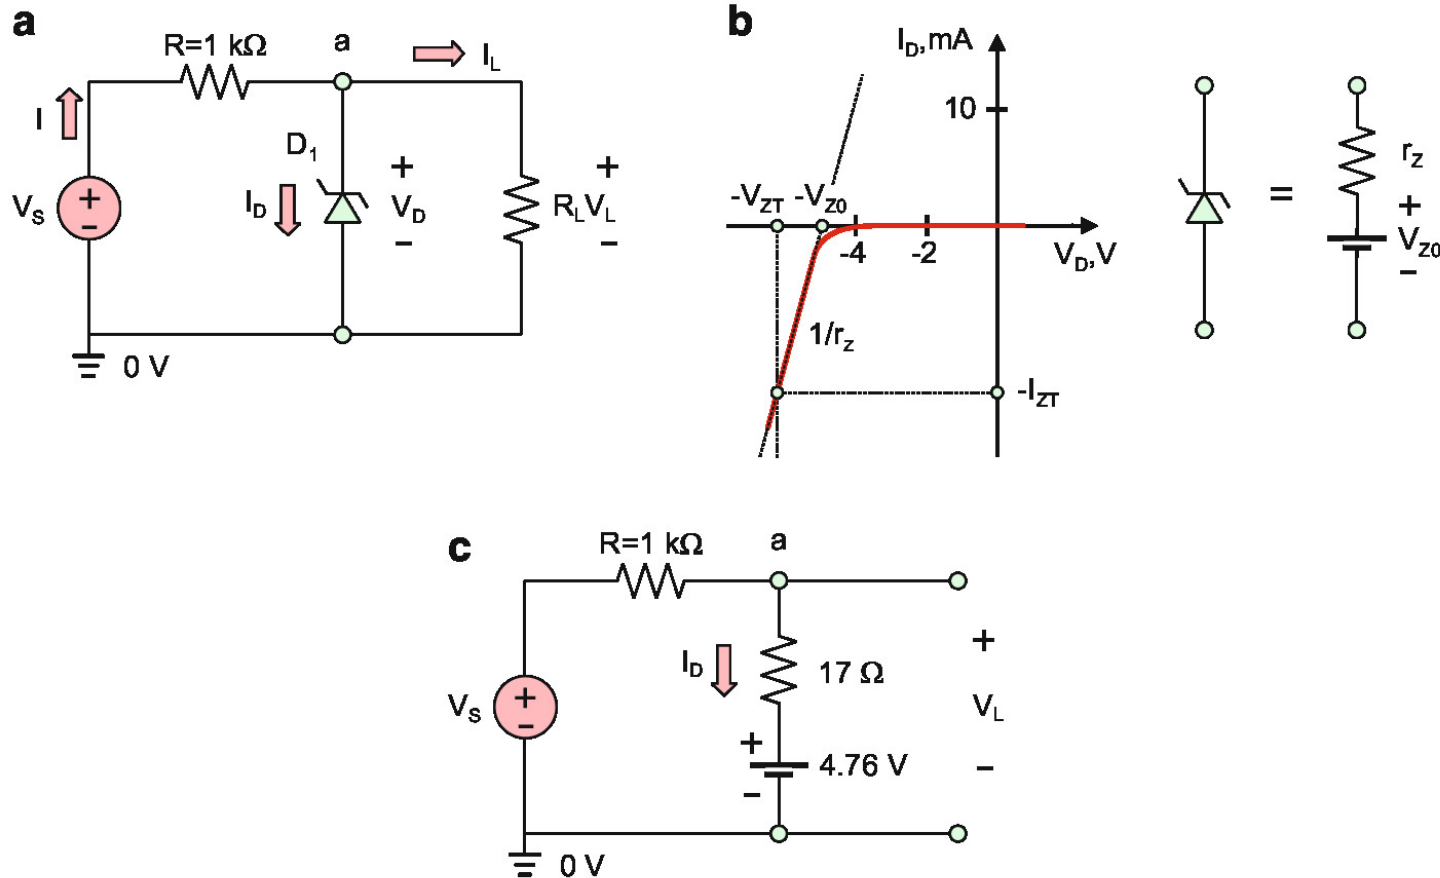 a
R=1 kΩ
a
I_L
I
D₁
V_S
+
−
I_D
+
V_D
−
R_L
+
V_L
−
0 V
b
I_D,mA
10
-V_ZT
-V_Z0
-4
-2
V_D,V
1/r_z
-I_ZT
=
r_z
+
V_Z0
−
c
R=1 kΩ
a
I_D
17 Ω
+
V_S
+
−
V_L
+
4.76 V
−
−
0 V